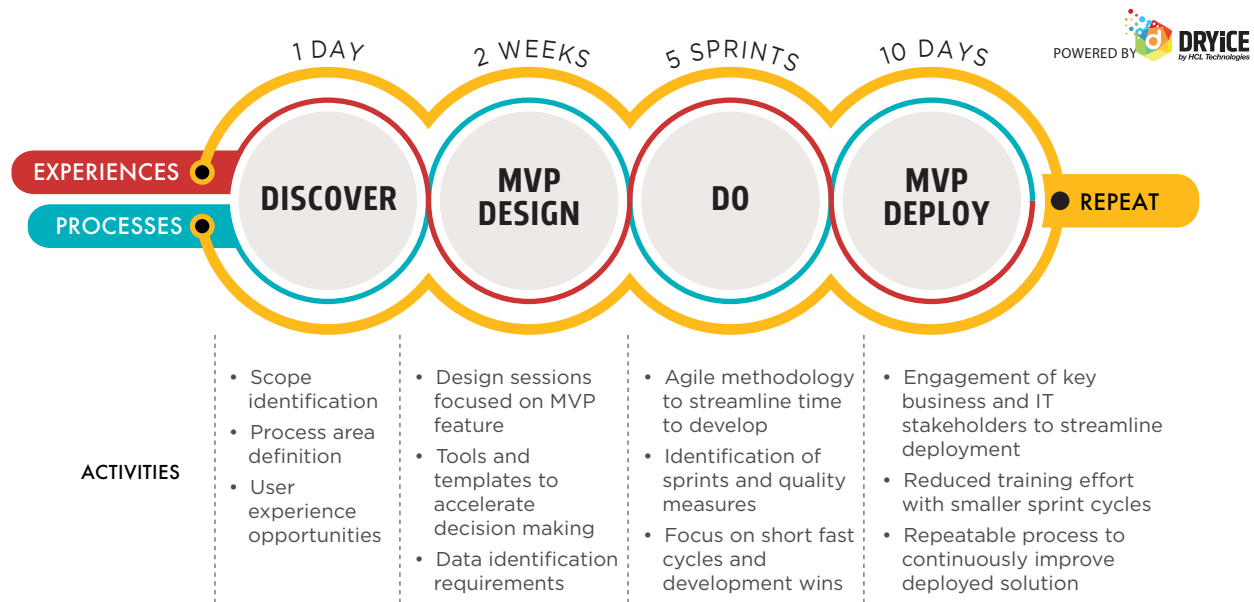 1 DAY
2 WEEKS
5 SPRINTS
10 DAYS
POWERED BY
d
DRYiCE
by HCL Technologies
EXPERIENCES
PROCESSES
DISCOVER
MVP
DESIGN
DO
MVP
DEPLOY
REPEAT
ACTIVITIES
• Scope
identification
• Process area
definition
• User
experience
opportunities
• Design sessions
focused on MVP
feature
• Tools and
templates to
accelerate
decision making
• Data identification
requirements
• Agile methodology
to streamline time
to develop
• Identification of
sprints and quality
measures
• Focus on short fast
cycles and
development wins
• Engagement of key
business and IT
stakeholders to streamline
deployment
• Reduced training effort
with smaller sprint cycles
• Repeatable process to
continuously improve
deployed solution